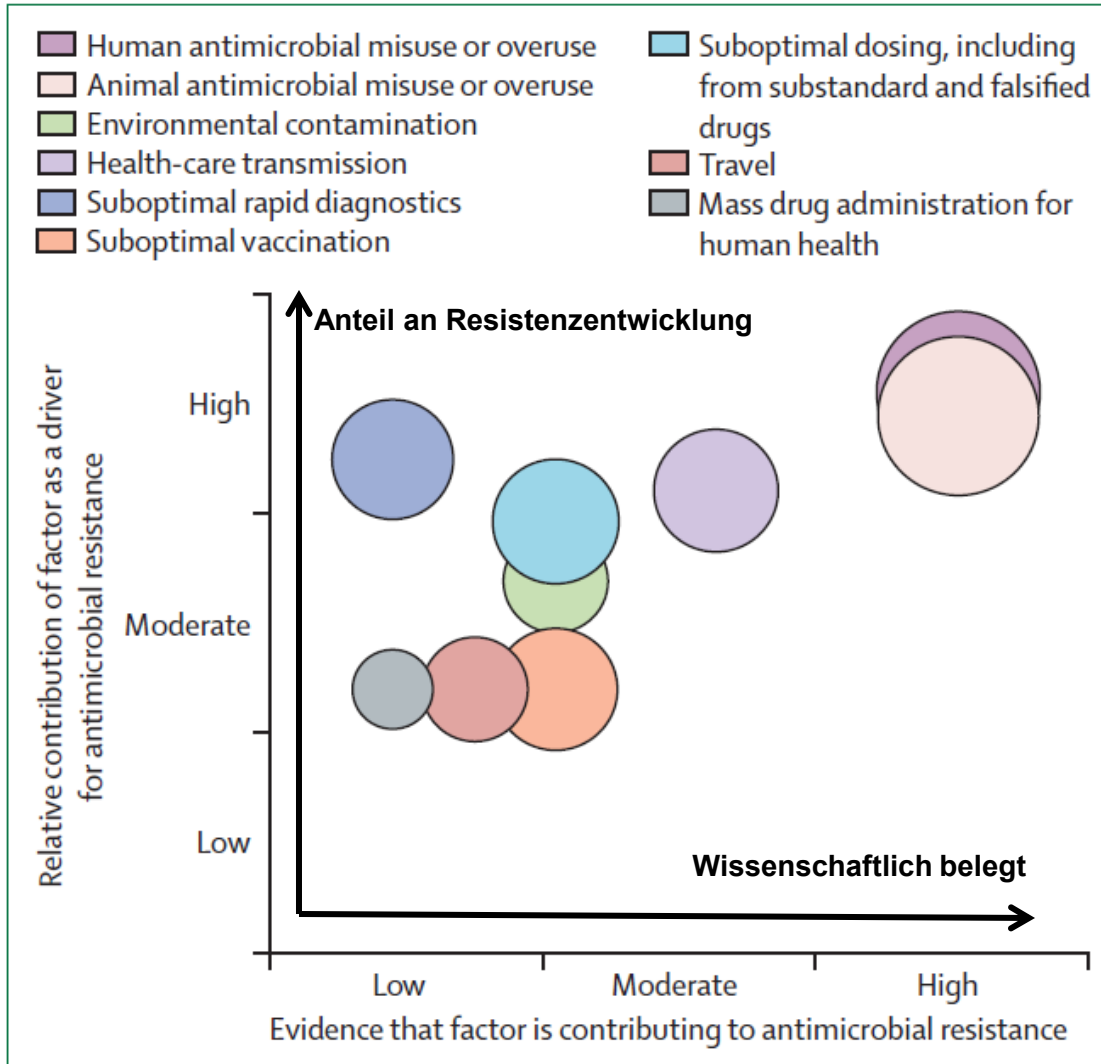 Human antimicrobial misuse or overuse
Animal antimicrobial misuse or overuse
Environmental contamination
Health-care transmission
Suboptimal rapid diagnostics
Suboptimal vaccination
Suboptimal dosing, including
from substandard and falsified
drugs
Travel
Mass drug administration for
human health
Anteil an Resistenzentwicklung
Relative contribution of factor as a driver
for antimicrobial resistance
High
Moderate
Low
Wissenschaftlich belegt
Low
Moderate
High
Evidence that factor is contributing to antimicrobial resistance